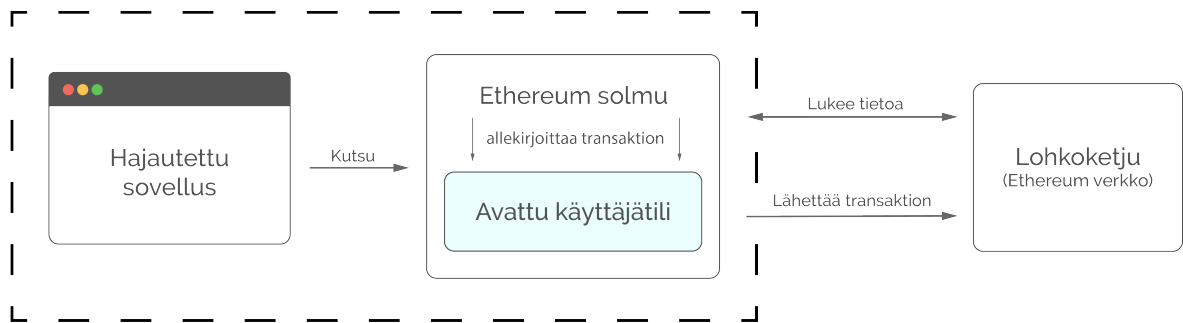 Hajautettu
sovellus
Kutsu
Ethereum solmu
allekirjoittaa transaktion
Avattu käyttäjätili
Lukee tietoa
Lähettää transaktion
Lohkoketju
(Ethereum verkko)